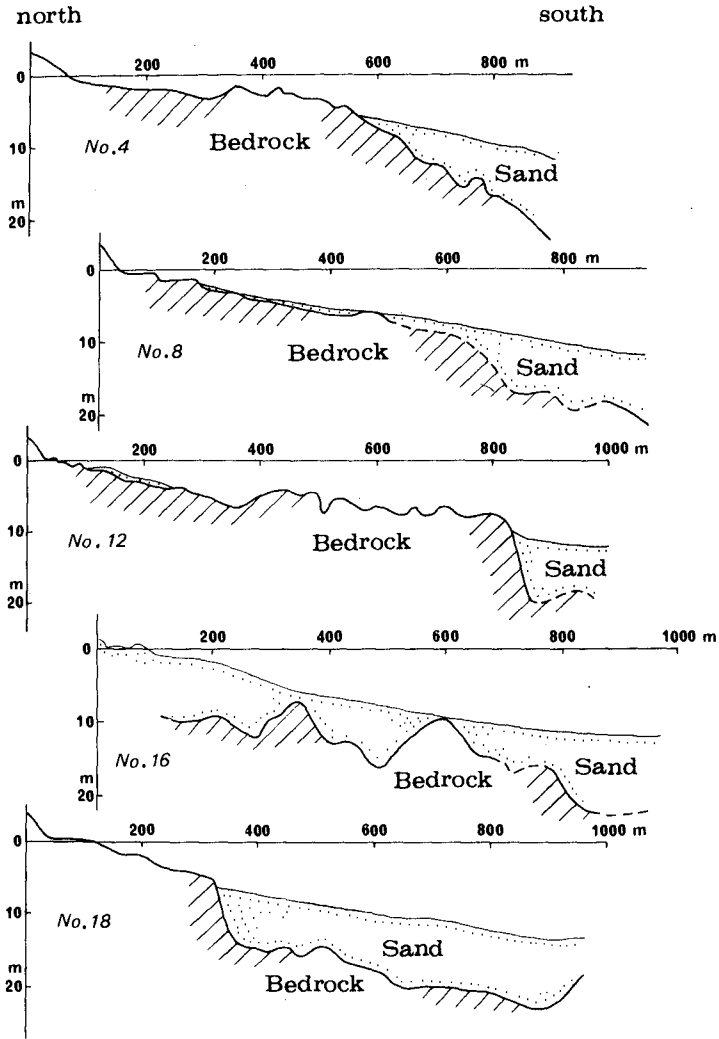 north south
200 400 600 800 m
0
No.4 Bedrock
10
Sand
m
20
200 400 600 800 m
0
No.8 Bedrock
10
Sand
m
20
200 400 600 800 1000 m
0
10
No.12 Bedrock
Sand
m
20
200 400 600 800 1000 m
0
10
No.16 Bedrock Sand
m
20
200 400 600 800 1000 m
0
10
No.18 Sand
m
20 Bedrock